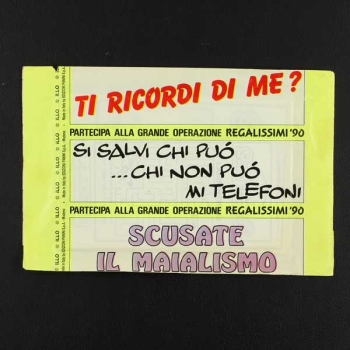 TI RICORDI DI ME?
PARTECIPA ALLA GRANDE OPERAZIONE REGALISSIMI '90
SI SALVI CHI PUÓ
...CHI NON PUÓ
MI TELEFONI
PARTECIPA ALLA GRANDE OPERAZIONE REGALISSIMI '90
SCUSATE
IL MAIALISMO